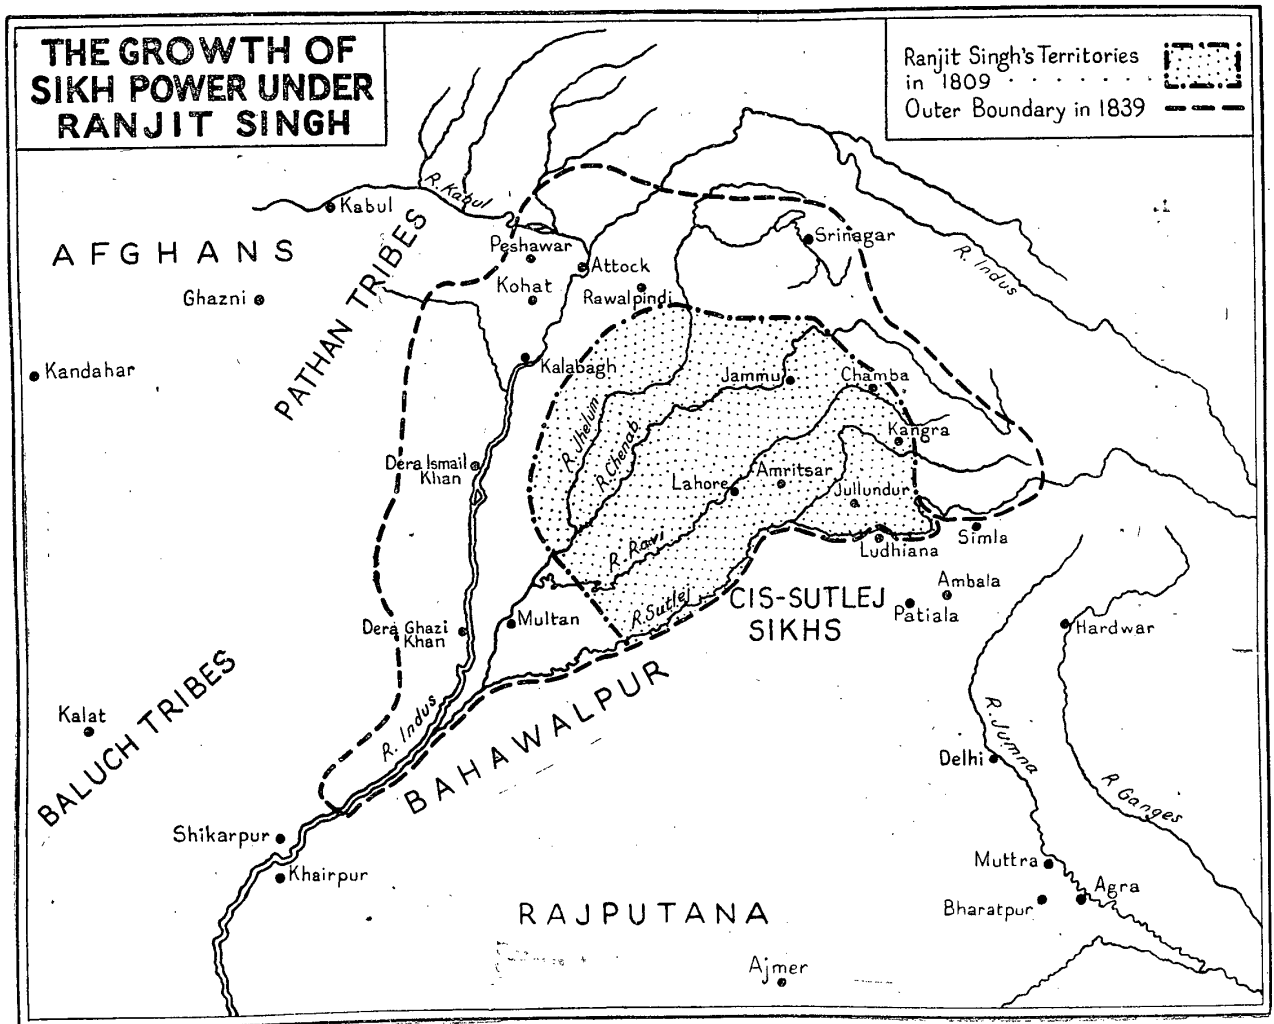 THE GROWTH OF
SIKH POWER UNDER
RANJIT SINGH
Ranjit Singh's Territories
in 1809 . . . . . . .
Outer Boundary in 1839
R. Kabul
Kabul
AFGHANS
PATHAN TRIBES
Peshawar
Attock
Srinagar
R. Indus
Ghazni
Kohat
Rawalpindi
Kandahar
Kalabagh
Jammu
Chamba
R. Jhelum
R. Chenab
Kangra
Dera Ismail
Khan
Lahore
Amritsar
Jullundur
R. Ravi
Ludhiana
Simla
R. Sutlej
CIS-SUTLEJ
SIKHS
Ambala
Patiala
Multan
Dera Ghazi
Khan
Hardwar
BALUCH TRIBES
Kalat
R. Indus
BAHAWALPUR
R. Jumna
Delhi
R Ganges
Shikarpur
Khairpur
Muttra
Agra
Bharatpur
RAJPUTANA
Ajmer